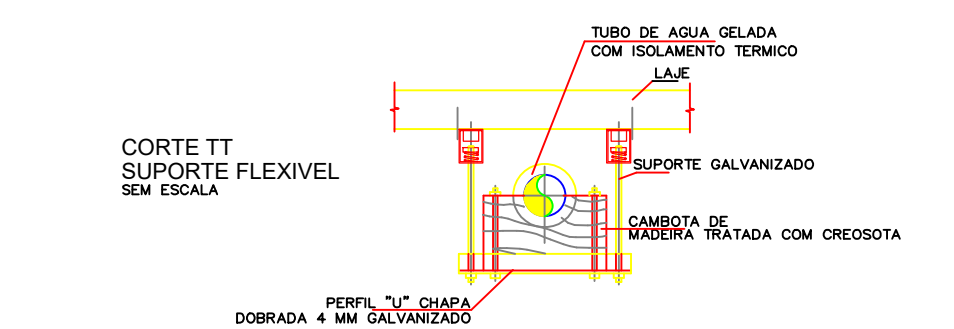 TUBO DE AGUA GELADA
COM ISOLAMENTO TERMICO
LAJE
CORTE TT
SUPORTE FLEXIVEL
SEM ESCALA
SUPORTE GALVANIZADO
CAMBOTA DE
MADEIRA TRATADA COM CREOSOTA
PERFIL "U" CHAPA
DOBRADA 4 MM GALVANIZADO